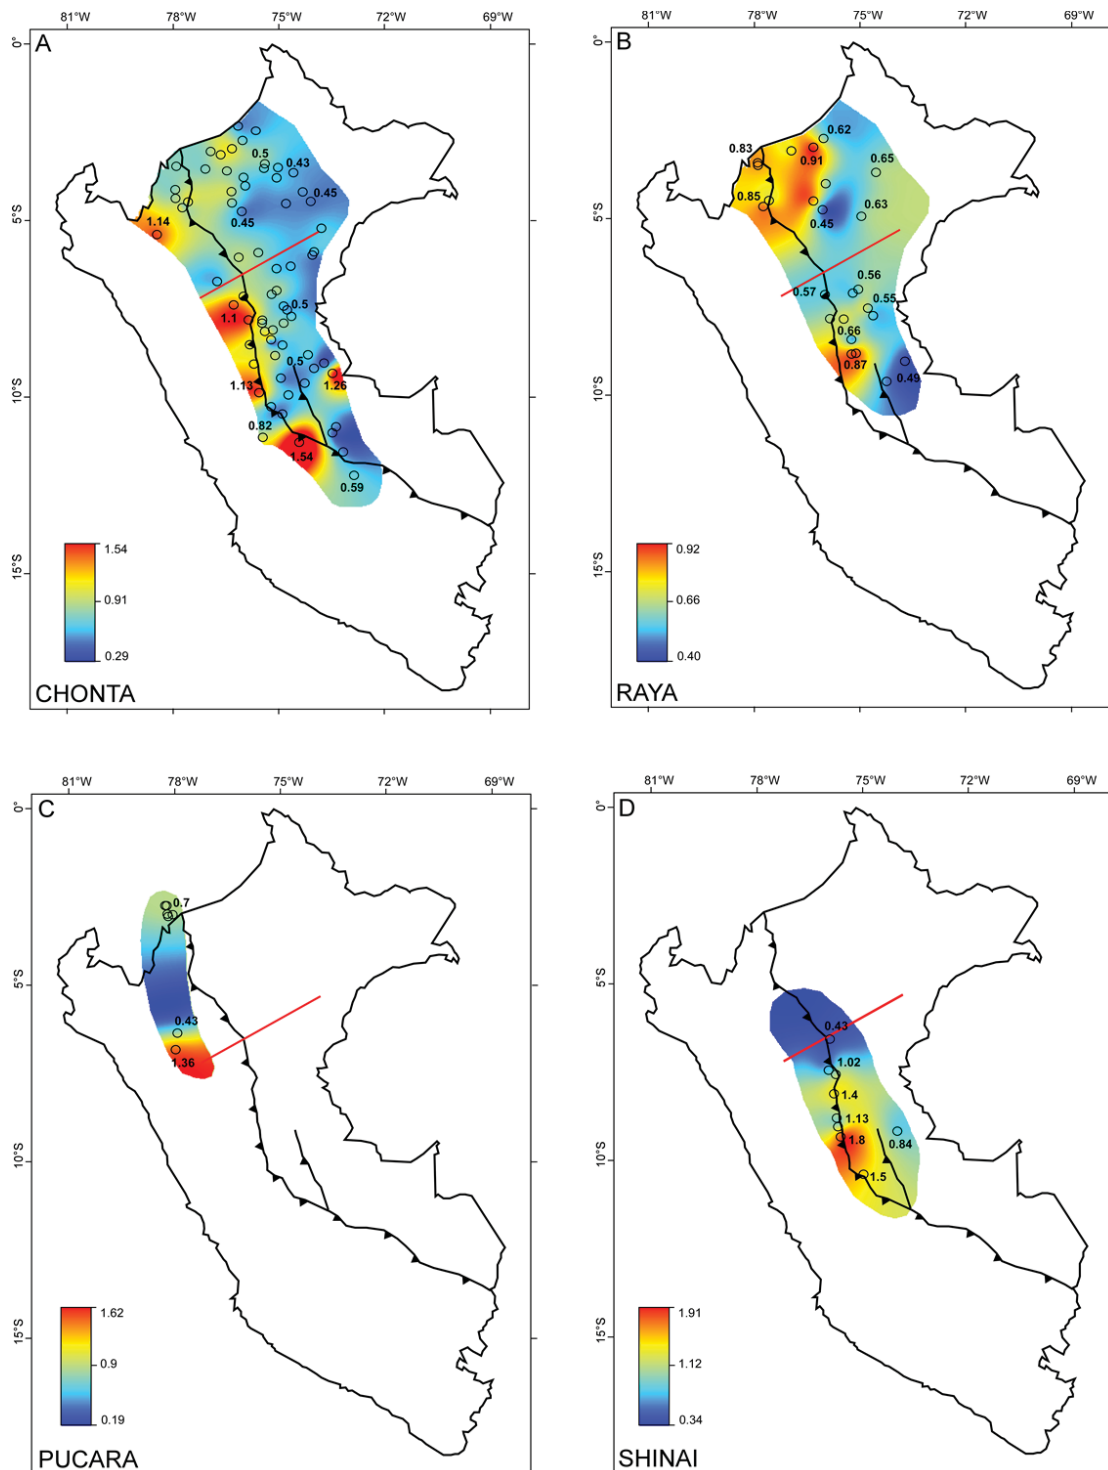 81°W 78°W 75°W 72°W 69°W
A
0°
5°S
10°S
15°S
0.5
0.43
0.45
0.45
1.14
1.1
0.5
0.5
1.13
1.26
0.82
1.54
0.59
1.54
0.91
0.29
CHONTA
81°W 78°W 75°W 72°W 69°W
B
0°
5°S
10°S
15°S
0.62
0.83
0.91
0.65
0.85
0.45
0.63
0.56
0.57
0.55
0.66
0.87
0.49
0.92
0.66
0.40
RAYA
81°W 78°W 75°W 72°W 69°W
C
0°
5°S
10°S
15°S
0.7
0.43
1.36
1.62
0.9
0.19
PUCARA
81°W 78°W 75°W 72°W 69°W
D
0°
5°S
10°S
15°S
0.43
1.02
1.4
1.13
1.8
0.84
1.5
1.91
1.12
0.34
SHINAI